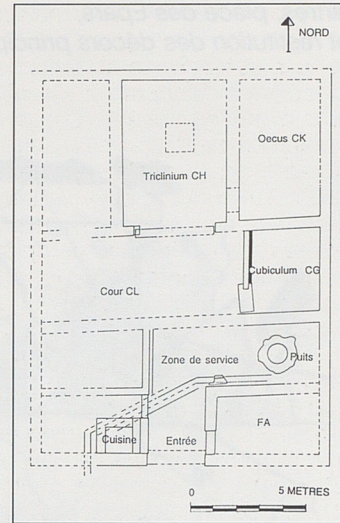 NORD
Oecus CK
Triclinium CH
Cubiculum CG
Cour CL
Zone de service
Puits
FA
Cuisine
Entrée
0 5 METRES